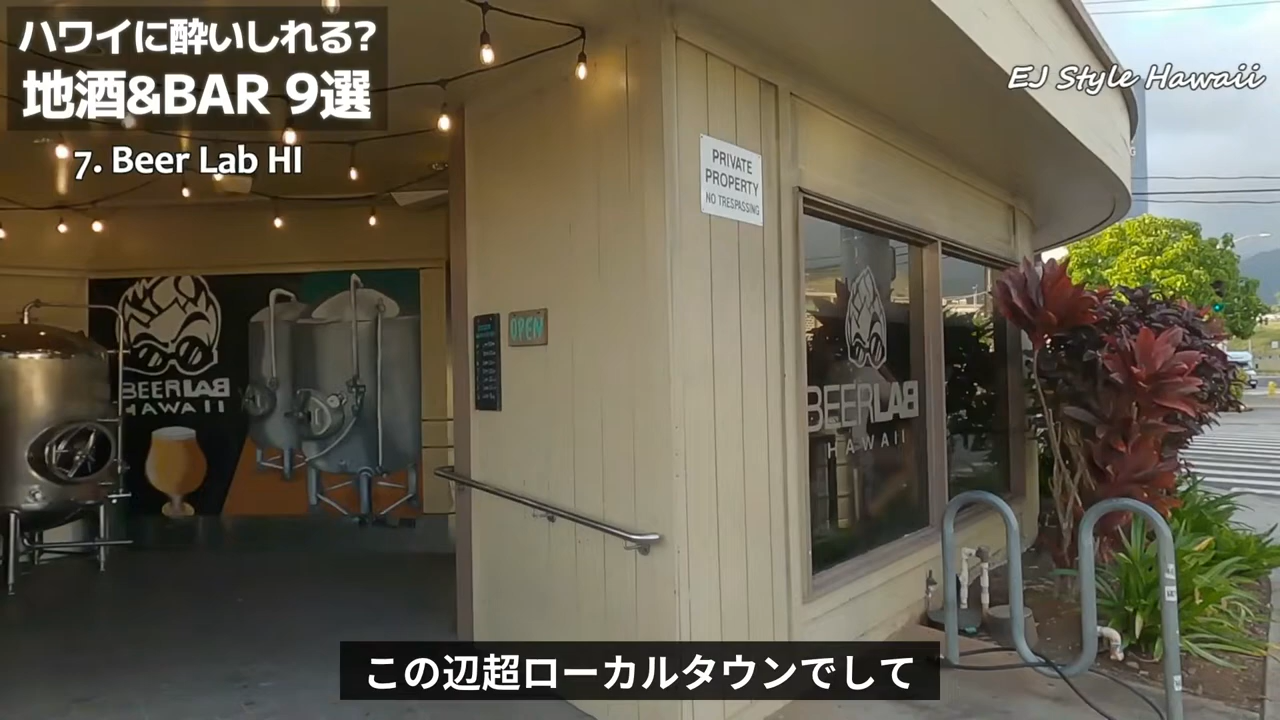 ハワイに酔いしれる?
地酒&BAR 9選
7. Beer Lab HI
EJ Style Hawaii
PRIVATE
PROPERTY
NO TRESPASSING
OPEN
BEERLAB
HAWAII
BEERLAB
HAWAII
この辺超ローカルタウンでして